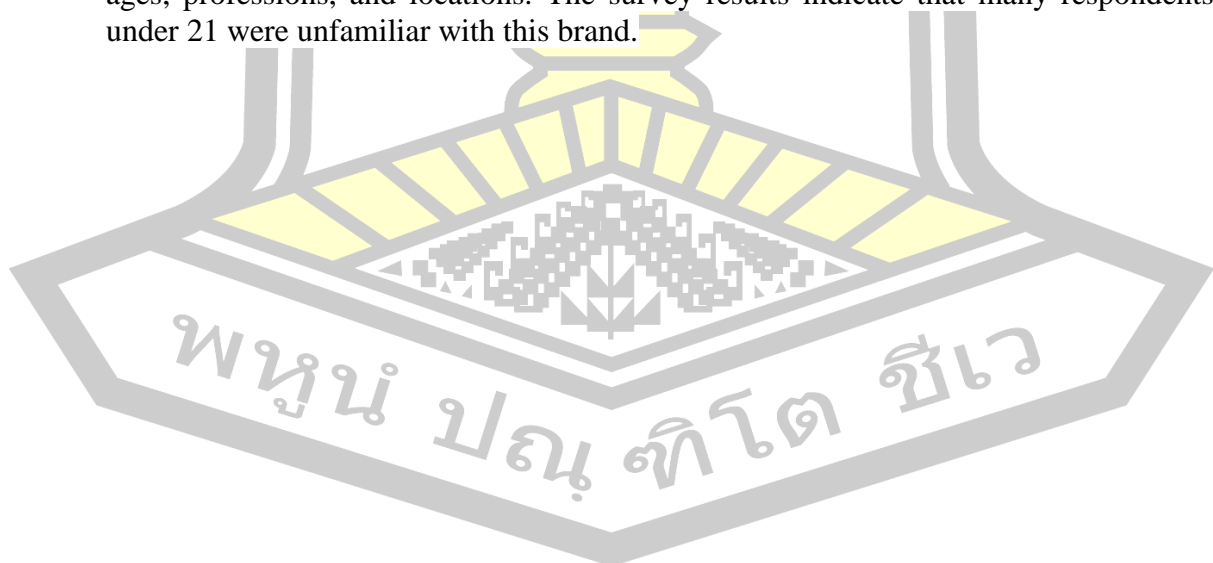 ages, professions, and locations. The survey results indicate that many respondents
under 21 were unfamiliar with this brand.
พหูนํ ปณฺฑิโต ชีเว